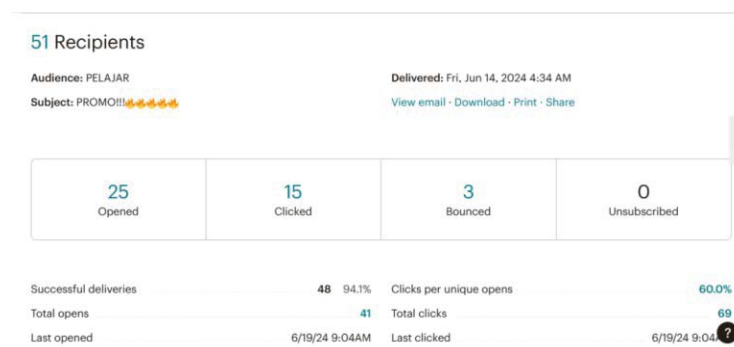 51 Recipients
Audience: PELAJAR
Delivered: Fri, Jun 14, 2024 4:34 AM
Subject: PROMO!!!🔥🔥🔥🔥🔥
View email · Download · Print · Share
25
Opened
15
Clicked
3
Bounced
0
Unsubscribed
Successful deliveries 48 94.1%
Clicks per unique opens 60.0%
Total opens 41
Total clicks 69
Last opened 6/19/24 9:04AM
Last clicked 6/19/24 9:04
?